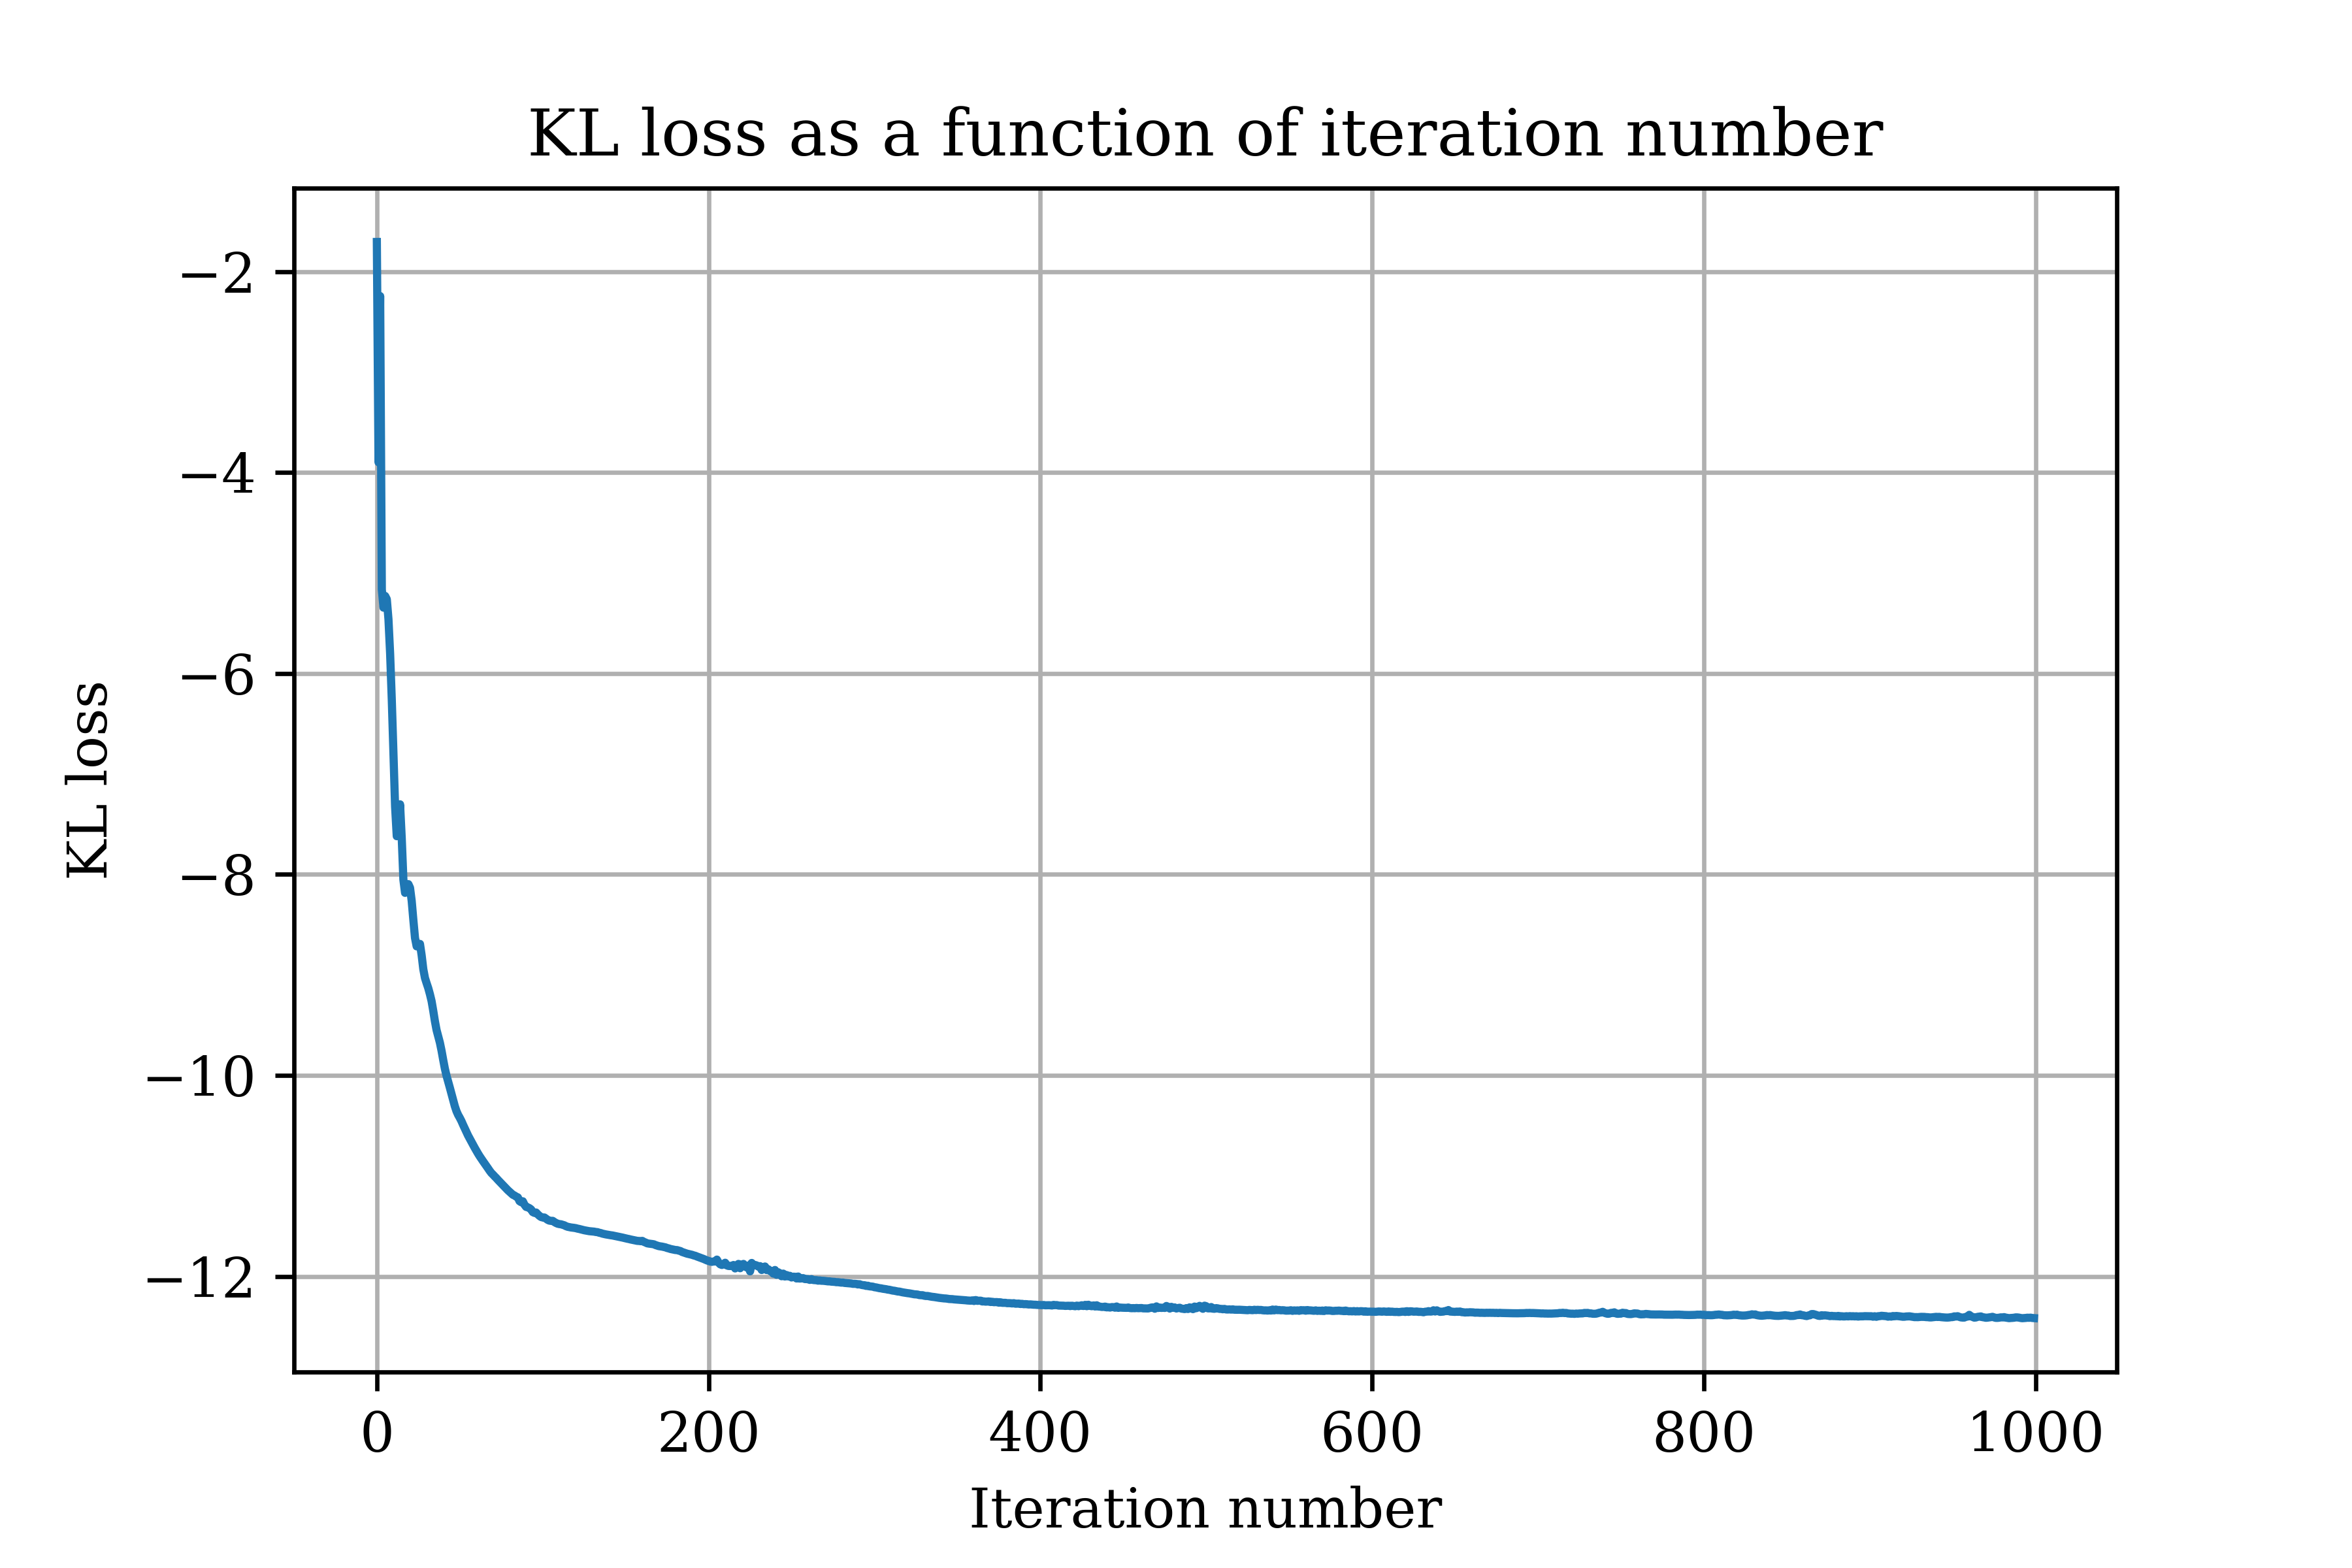 KL loss as a function of iteration number
−2
−4
−6
−8
−10
−12
KL loss
0 200 400 600 800 1000
Iteration number